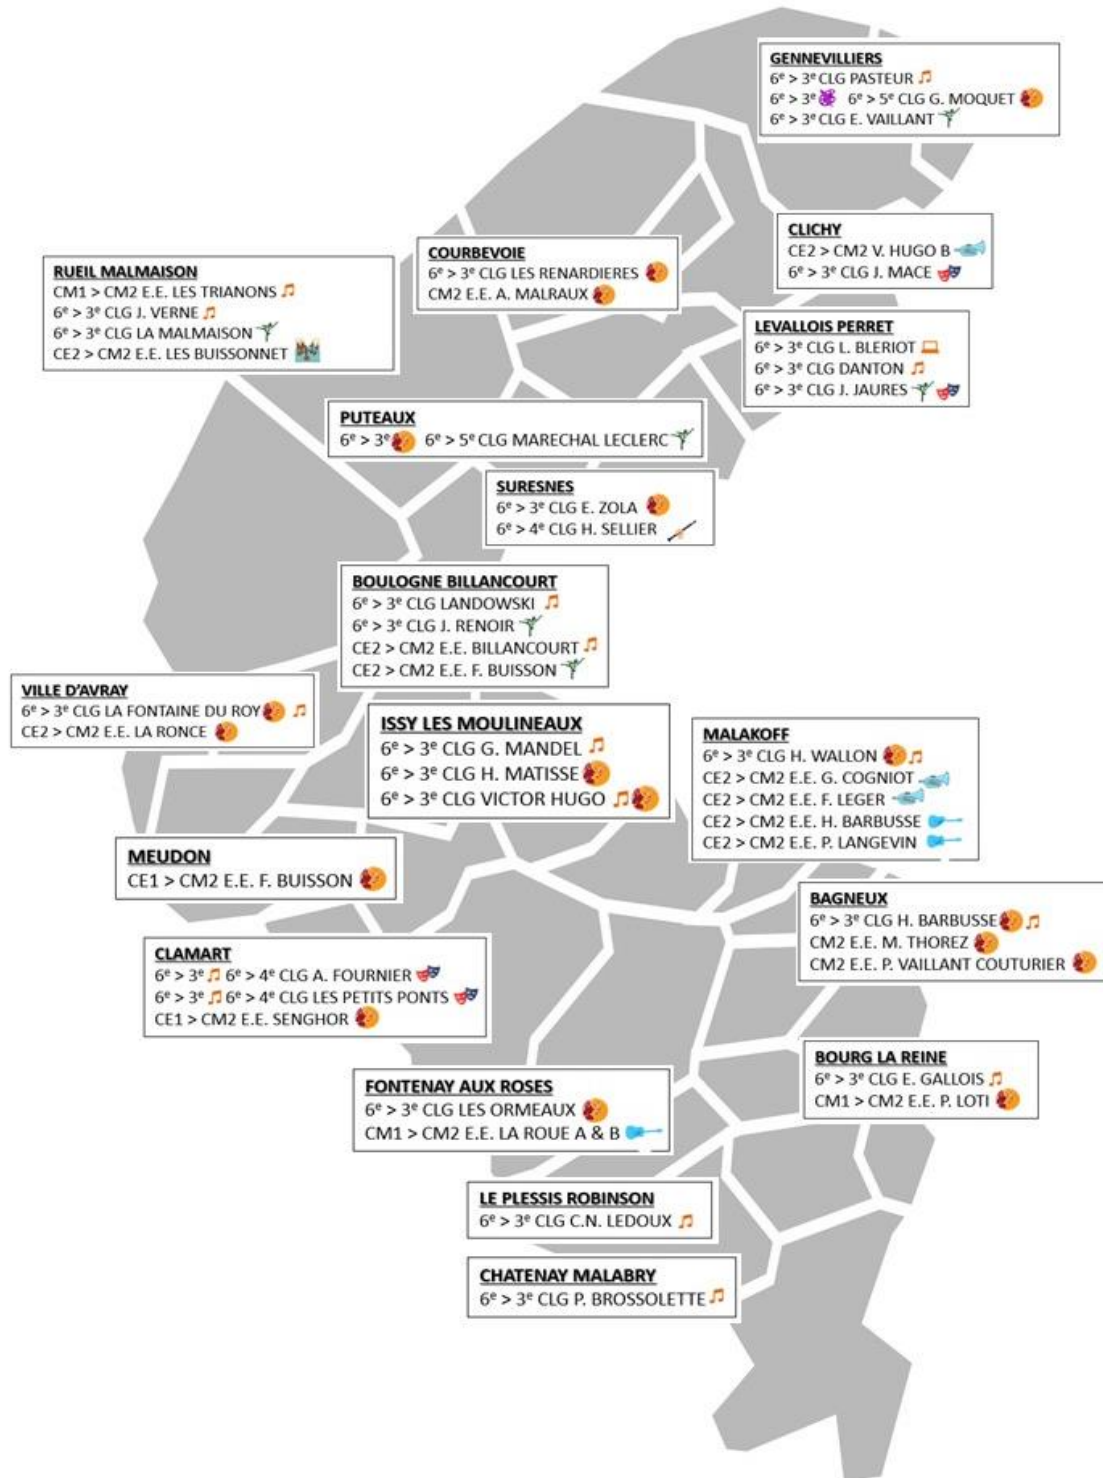 GENNEVILLIERS
6e > 3e CLG PASTEUR
6e > 3e 6e > 5e CLG G. MOQUET
6e > 3e CLG E. VAILLANT
CLICHY
CE2 > CM2 V. HUGO B
6e > 3e CLG J. MACE
COURBEVOIE
6e > 3e CLG LES RENARDIERES
CM2 E.E. A. MALRAUX
RUEIL MALMAISON
CM1 > CM2 E.E. LES TRIANONS
6e > 3e CLG J. VERNE
6e > 3e CLG LA MALMAISON
CE2 > CM2 E.E. LES BUISSONNET
LEVALLOIS PERRET
6e > 3e CLG L. BLERIOT
6e > 3e CLG DANTON
6e > 3e CLG J. JAURES
PUTEAUX
6e > 3e 6e > 5e CLG MARECHAL LECLERC
SURESNES
6e > 3e CLG E. ZOLA
6e > 4e CLG H. SELLIER
BOULOGNE BILLANCOURT
6e > 3e CLG LANDOWSKI
6e > 3e CLG J. RENOIR
CE2 > CM2 E.E. BILLANCOURT
CE2 > CM2 E.E. F. BUISSON
VILLE D'AVRAY
6e > 3e CLG LA FONTAINE DU ROY
CE2 > CM2 E.E. LA RONCE
ISSY LES MOULINEAUX
6e > 3e CLG G. MANDEL
6e > 3e CLG H. MATISSE
6e > 3e CLG VICTOR HUGO
MALAKOFF
6e > 3e CLG H. WALLON
CE2 > CM2 E.E. G. COGNIOT
CE2 > CM2 E.E. F. LEGER
CE2 > CM2 E.E. H. BARBUSSE
CE2 > CM2 E.E. P. LANGEVIN
MEUDON
CE1 > CM2 E.E. F. BUISSON
BAGNEUX
6e > 3e CLG H. BARBUSSE
CM2 E.E. M. THOREZ
CM2 E.E. P. VAILLANT COUTURIER
CLAMART
6e > 3e 6e > 4e CLG A. FOURNIER
6e > 3e 6e > 4e CLG LES PETITS PONTS
CE1 > CM2 E.E. SENGHOR
BOURG LA REINE
6e > 3e CLG E. GALLOIS
CM1 > CM2 E.E. P. LOTI
FONTENAY AUX ROSES
6e > 3e CLG LES ORMEAUX
CM1 > CM2 E.E. LA ROUE A & B
LE PLESSIS ROBINSON
6e > 3e CLG C.N. LEDOUX
CHATENAY MALABRY
6e > 3e CLG P. BROSSOLETTE